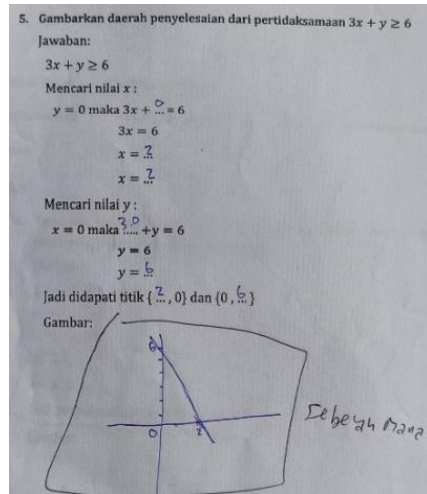 5. Gambarkan daerah penyelesaian dari pertidaksamaan 3x + y ≥ 6
Jawaban:
3x + y ≥ 6
Mencari nilai x :
y = 0 maka 3x + 0 = 6
3x = 6
x = 2
x = 2
Mencari nilai y :
x = 0 maka 3.0 + y = 6
y = 6
y = 6
Jadi didapati titik { 2 , 0} dan {0 , 6 }
Gambar:
6
0
2
Sebelah mana